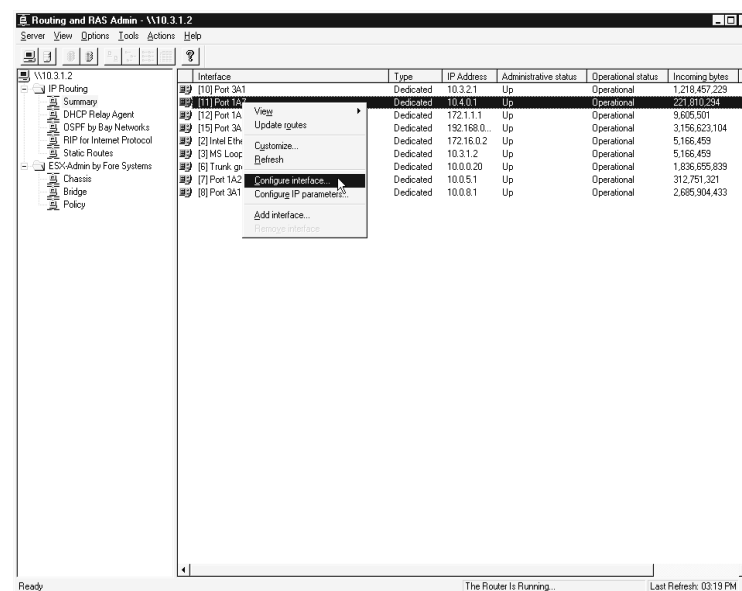 Routing and RAS Admin - \\10.3.1.2
Server View Options Tools Actions Help
\\10.3.1.2
IP Routing
Summary
DHCP Relay Agent
OSPF by Bay Networks
RIP for Internet Protocol
Static Routes
ESX-Admin by Fore Systems
Chassis
Bridge
Policy
Interface Type IP Address Administrative status Operational status Incoming bytes
[10] Port 3A1 Dedicated 10.3.2.1 Up Operational 1,218,457,229
[11] Port 1A7 Dedicated 10.4.0.1 Up Operational 221,810,294
[12] Port 1A Dedicated 172.1.1.1 Up Operational 9,605,501
[15] Port 3A Dedicated 192.168.0... Up Operational 3,156,623,104
[2] Intel Ethe Dedicated 172.16.0.2 Up Operational 5,166,459
[3] MS Loop Dedicated 10.3.1.2 Up Operational 5,166,459
[6] Trunk gr Dedicated 10.0.0.20 Up Operational 1,836,655,839
[7] Port 1A2 Dedicated 10.0.5.1 Up Operational 312,751,321
[8] Port 3A1 Dedicated 10.0.8.1 Up Operational 2,685,904,433
View
Update routes
Customize...
Refresh
Configure interface...
Configure IP parameters...
Add interface...
Remove interface
Ready The Router Is Running... Last Refresh: 03:19 PM